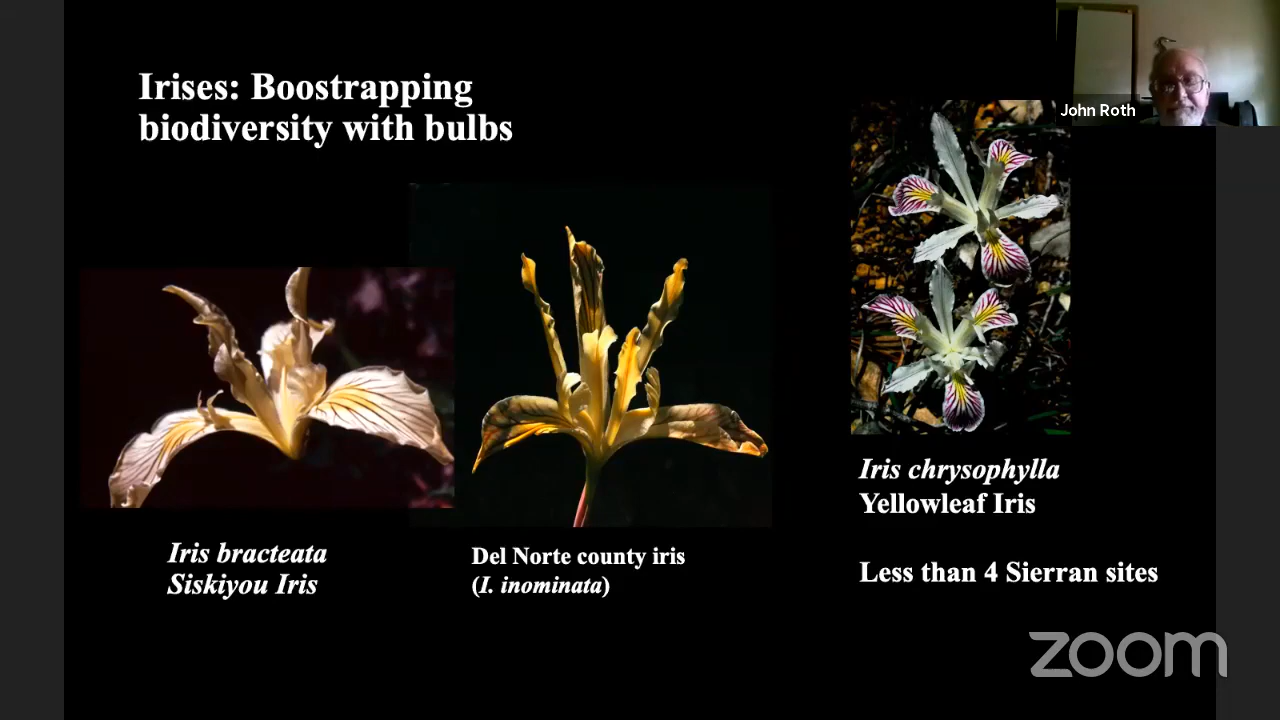 Irises: Boostrapping
biodiversity with bulbs
John Roth
Iris bracteata
Siskiyou Iris
Del Norte county iris
(I. inominata)
Iris chrysophylla
Yellowleaf Iris
Less than 4 Sierran sites
zoom